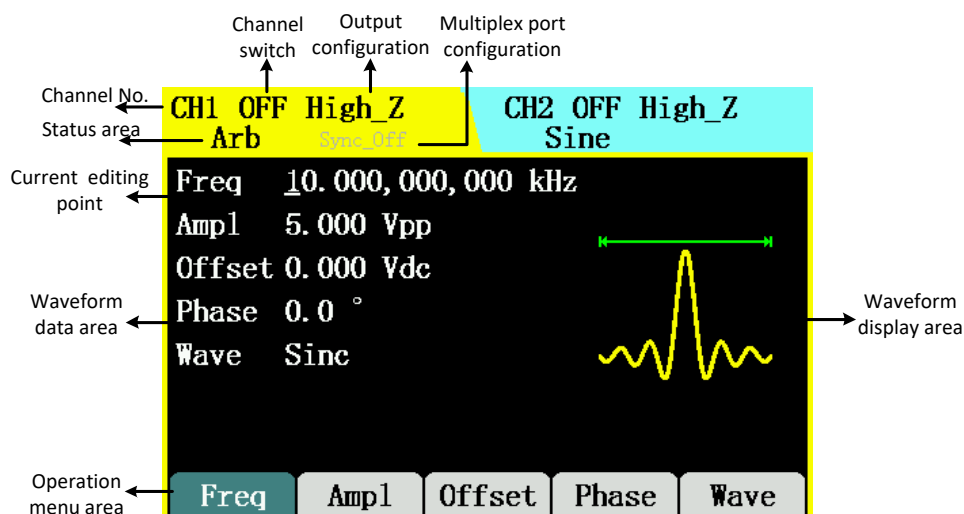 Channel switch
Output configuration
Multiplex port configuration
Channel No.
CH1 OFF High_Z
CH2 OFF High_Z
Status area
Arb
Sync_Off
Sine
Current editing point
Freq 10.000,000,000 kHz
Ampl 5.000 Vpp
Offset 0.000 Vdc
Waveform data area
Phase 0.0 °
Wave Sinc
Waveform display area
Operation menu area
Freq Ampl Offset Phase Wave